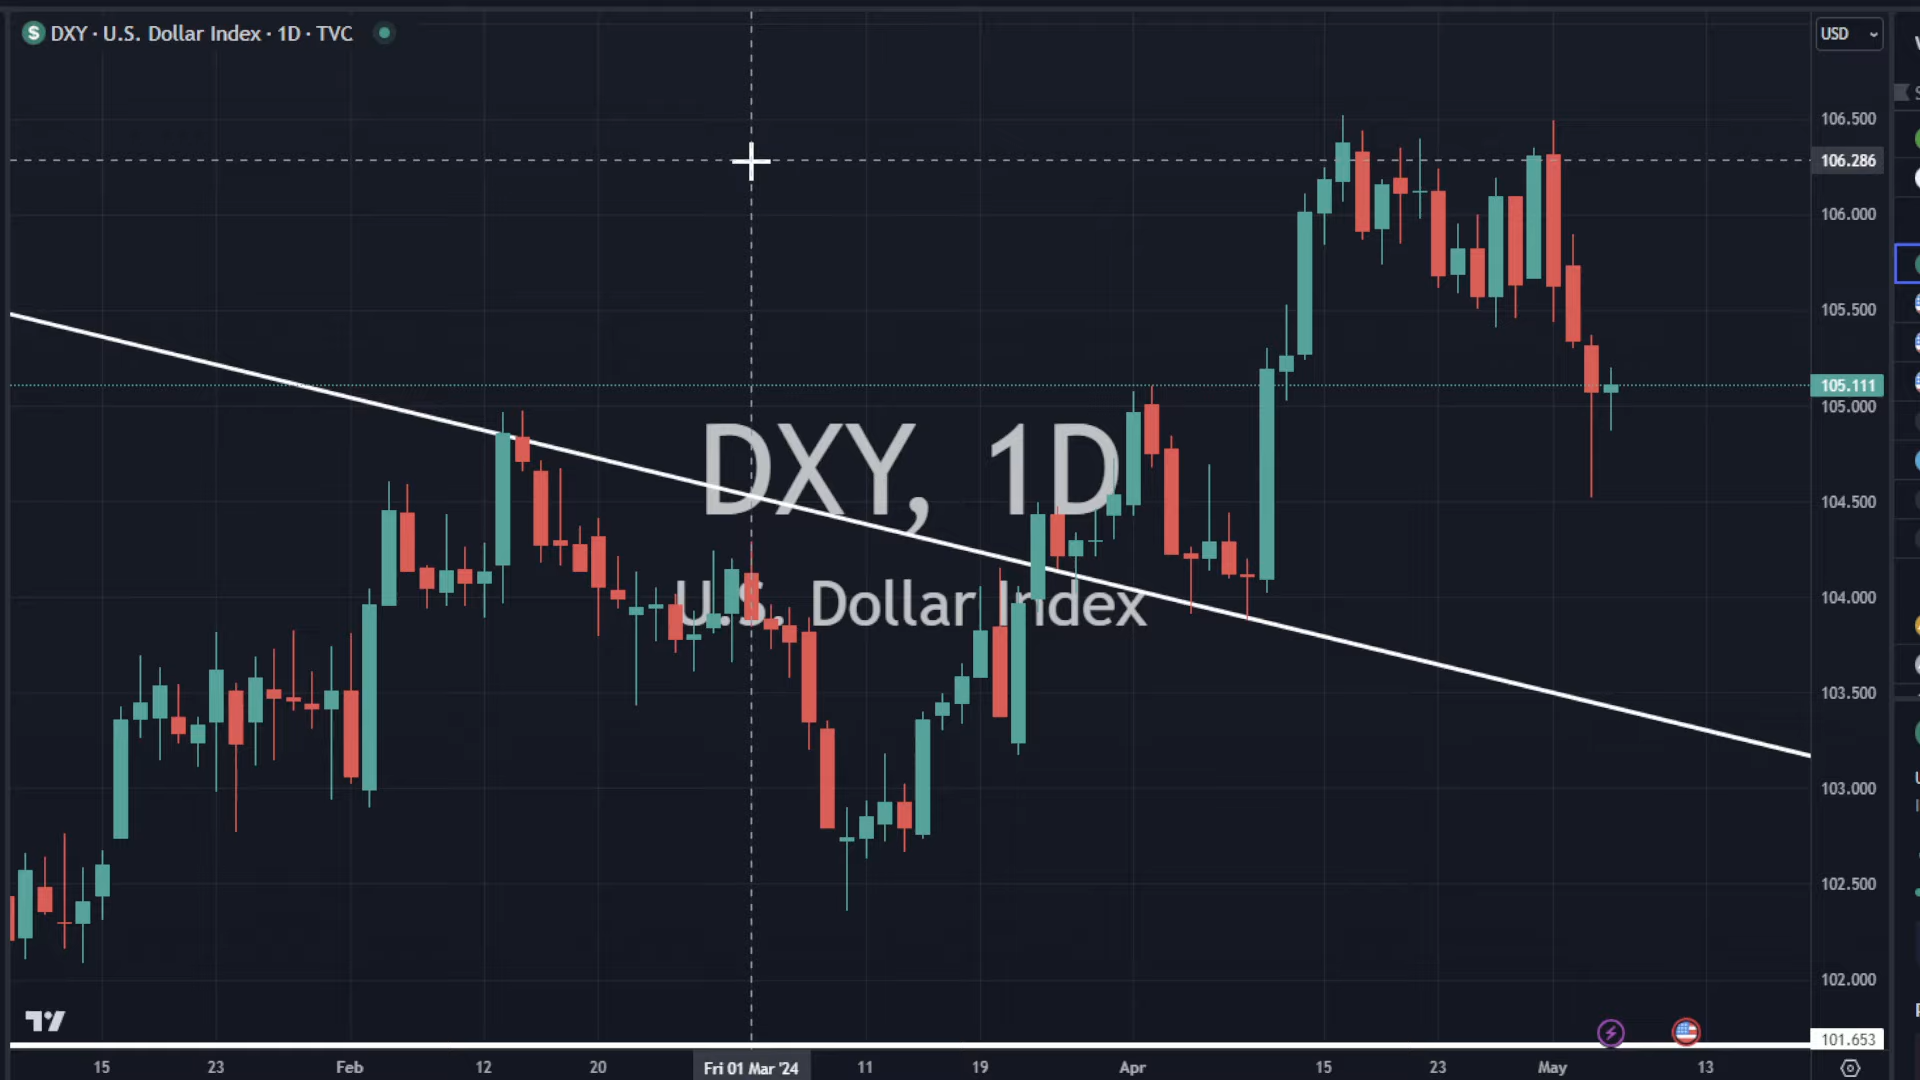 $ DXY · U.S. Dollar Index · 1D · TVC
USD
106.500
106.286
106.000
105.500
105.111
105.000
DXY, 1D
104.500
U.S. Dollar Index
104.000
103.500
103.000
102.500
102.000
101.653
15 23 Feb 12 20 Fri 01 Mar '24 11 19 Apr 15 23 May 13